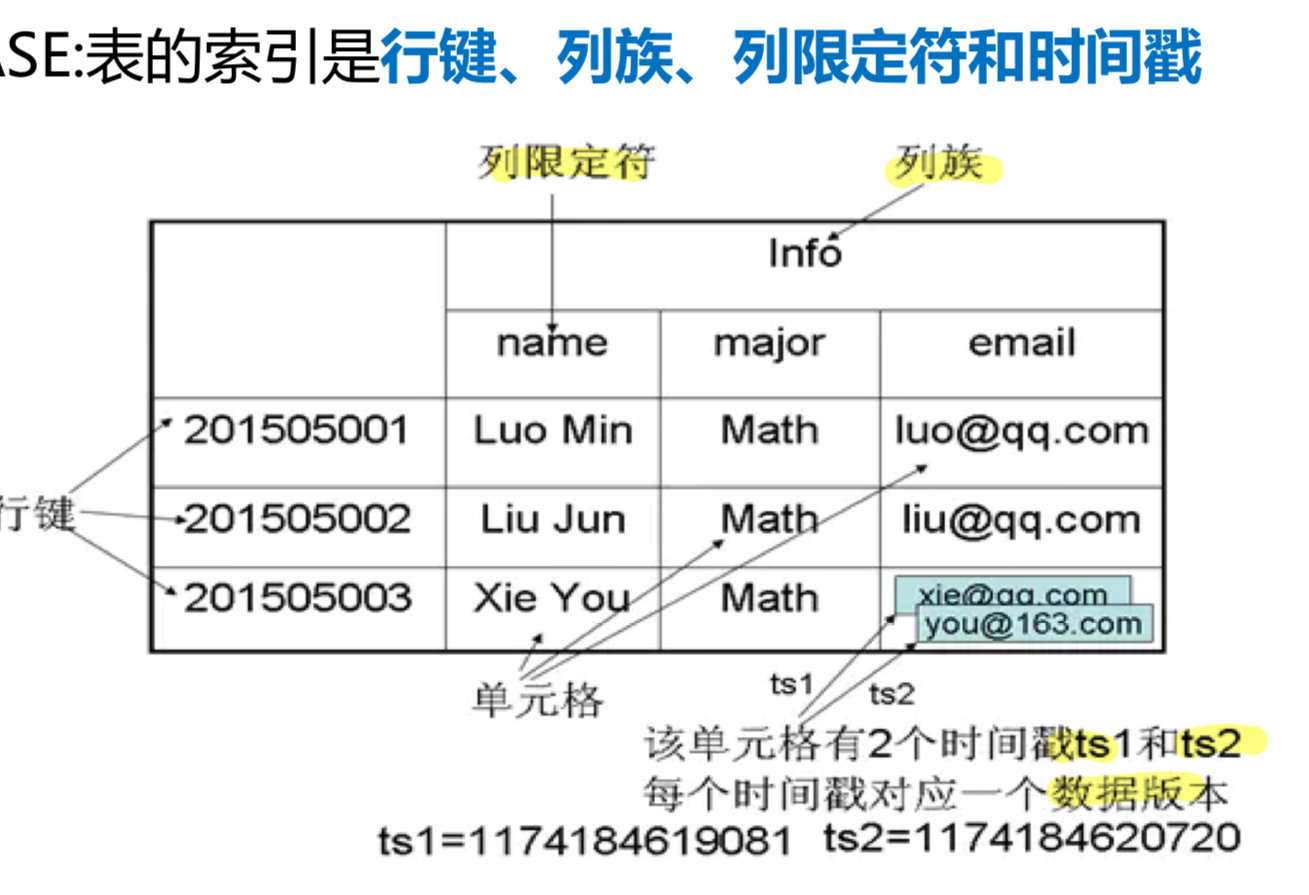 ASE:表的索引是行键、列族、列限定符和时间戳
列限定符 列族
Info
name major email
201505001 Luo Min Math luo@qq.com
行键
201505002 Liu Jun Math liu@qq.com
201505003 Xie You Math xie@qq.com
you@163.com
单元格 ts1 ts2
该单元格有2个时间戳ts1和ts2
每个时间戳对应一个数据版本
ts1=1174184619081 ts2=1174184620720